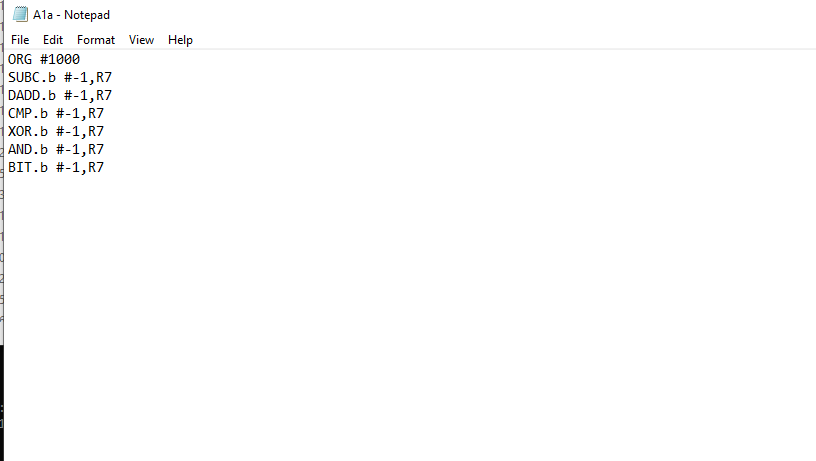 A1a - Notepad
File Edit Format View Help
ORG #1000
SUBC.b #-1,R7
DADD.b #-1,R7
CMP.b #-1,R7
XOR.b #-1,R7
AND.b #-1,R7
BIT.b #-1,R7